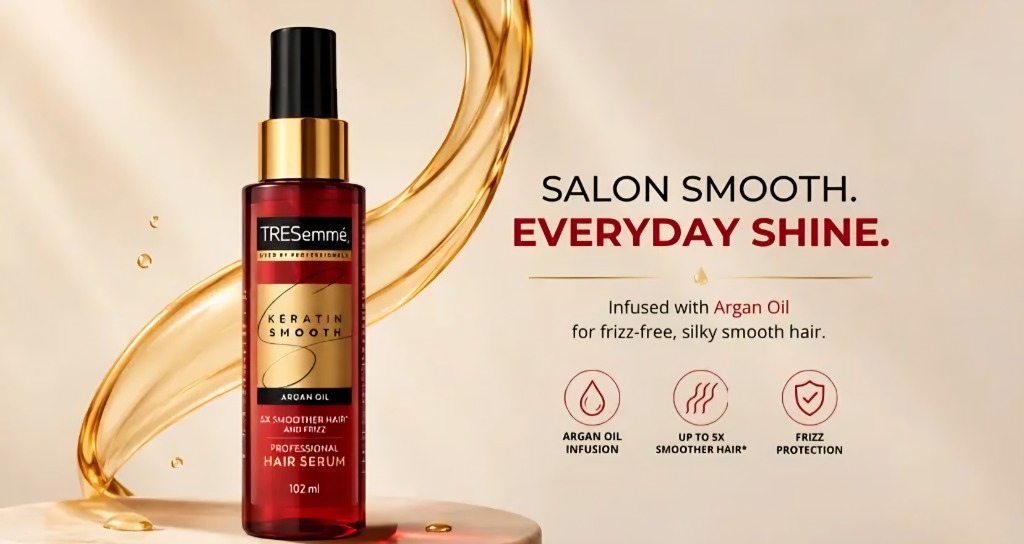 TRESemmé,
USED BY PROFESSIONALS
KERATIN
SMOOTH
ARGAN OIL
5X SMOOTHER HAIR*
AND FRIZZ
PROFESSIONAL
HAIR SERUM
102 ml
SALON SMOOTH.
EVERYDAY SHINE.
Infused with Argan Oil
for frizz-free, silky smooth hair.
ARGAN OIL
INFUSION
UP TO 5X
SMOOTHER HAIR*
FRIZZ
PROTECTION